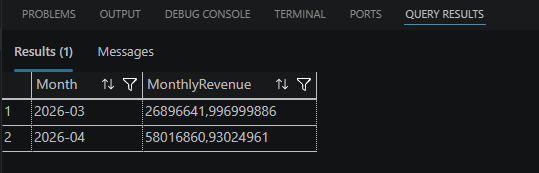 PROBLEMS OUTPUT DEBUG CONSOLE TERMINAL PORTS QUERY RESULTS
Results (1) Messages
Month MonthlyRevenue
1 2026-03 26896641,996999886
2 2026-04 58016860,93024961